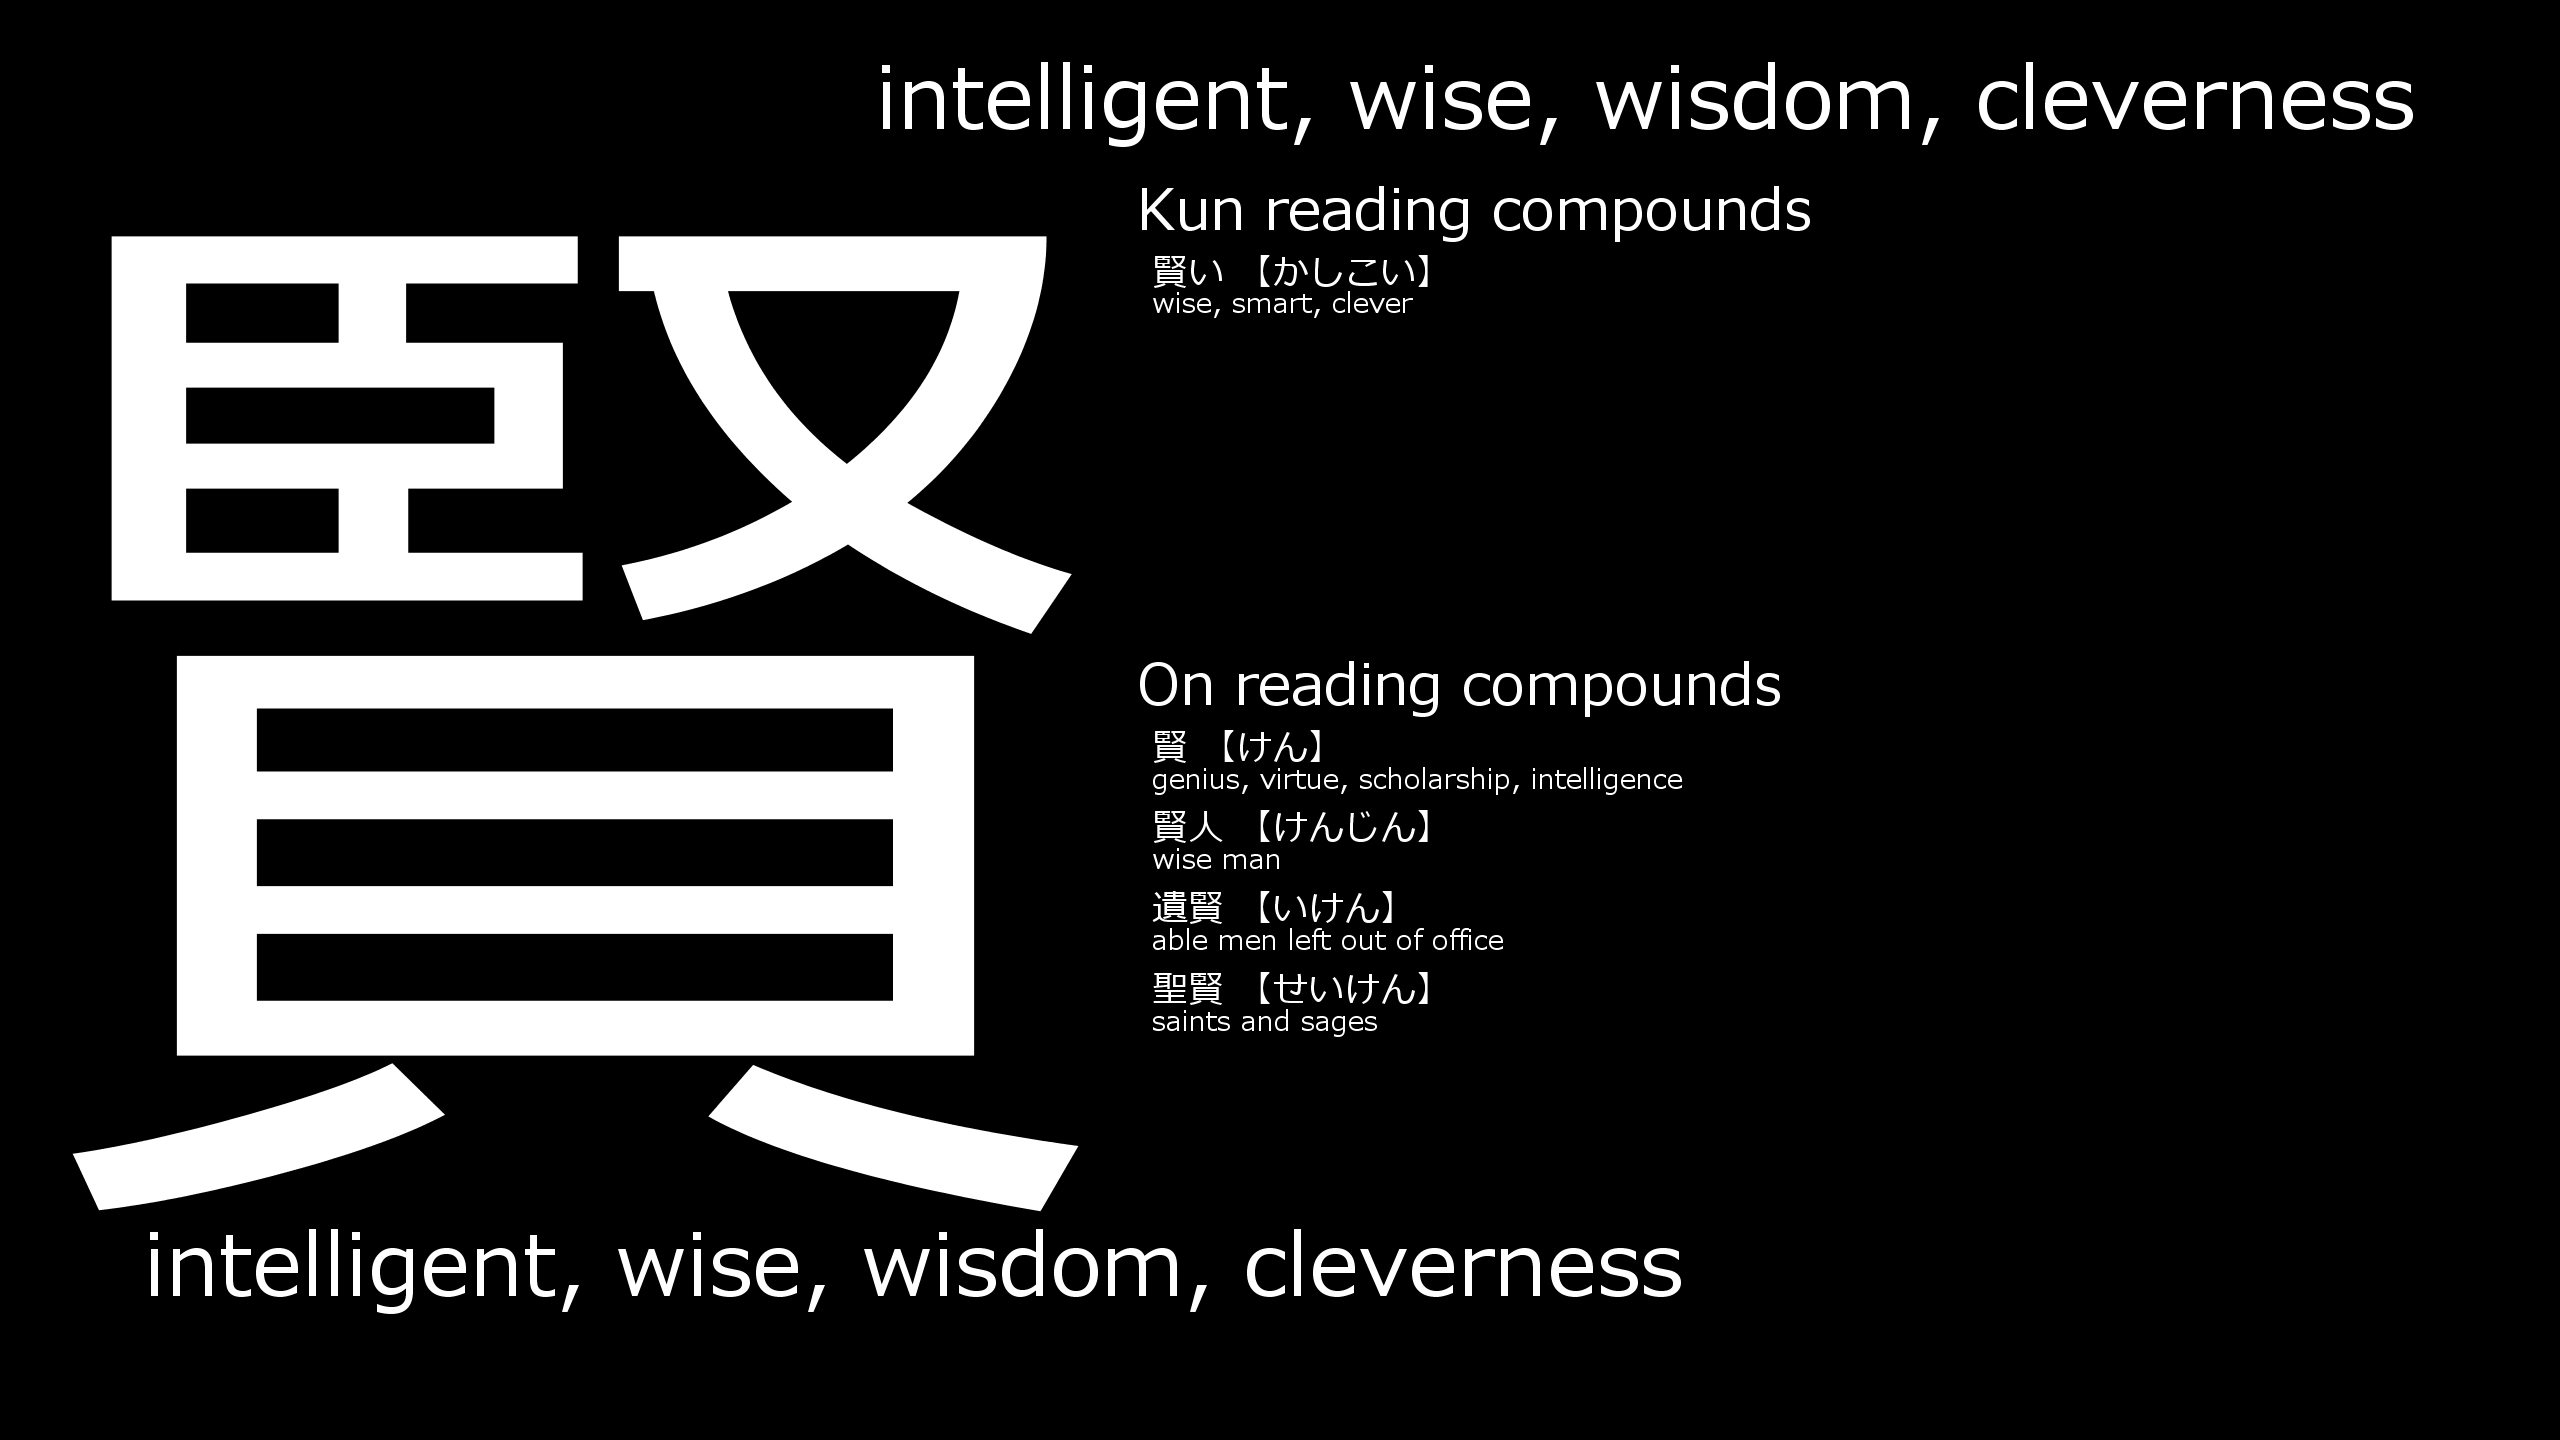 intelligent, wise, wisdom, cleverness
賢
Kun reading compounds
賢い 【かしこい】
wise, smart, clever
On reading compounds
賢 【けん】
genius, virtue, scholarship, intelligence
賢人 【けんじん】
wise man
遺賢 【いけん】
able men left out of office
聖賢 【せいけん】
saints and sages
intelligent, wise, wisdom, cleverness